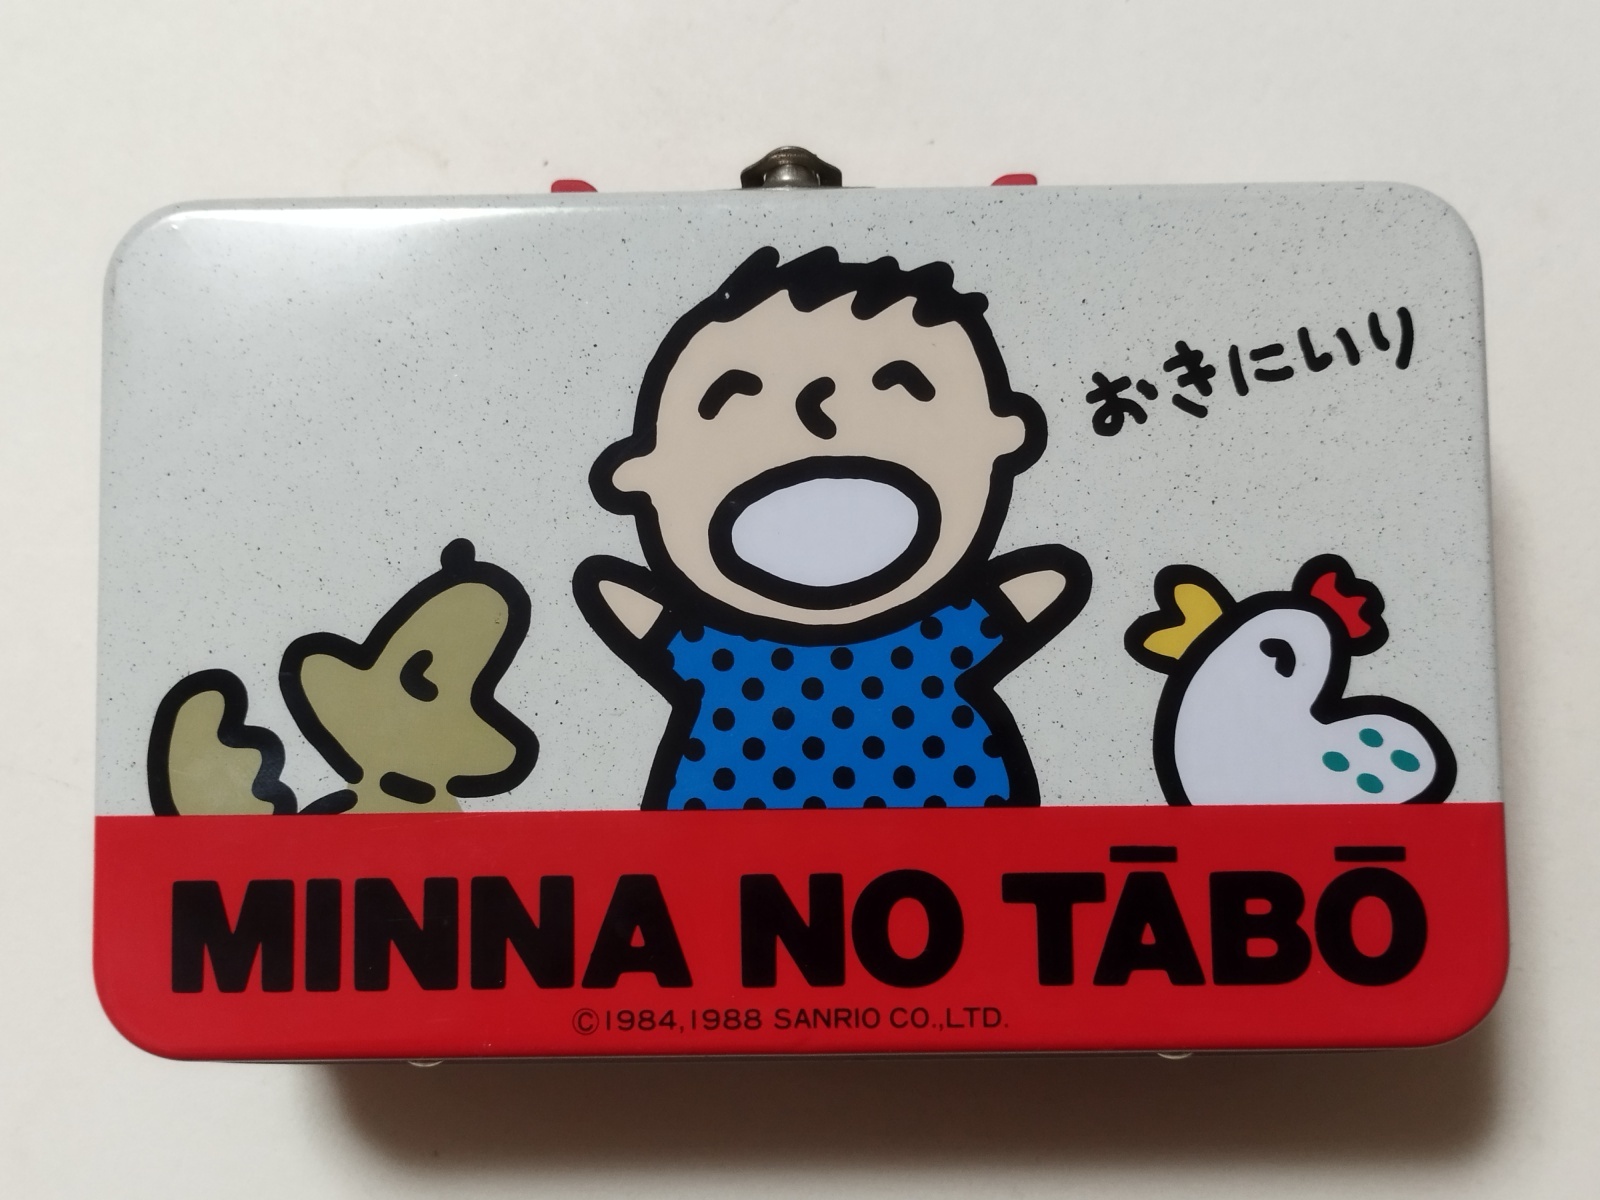 おきにいり
MINNA NO TĀBŌ
©1984,1988 SANRIO CO.,LTD.